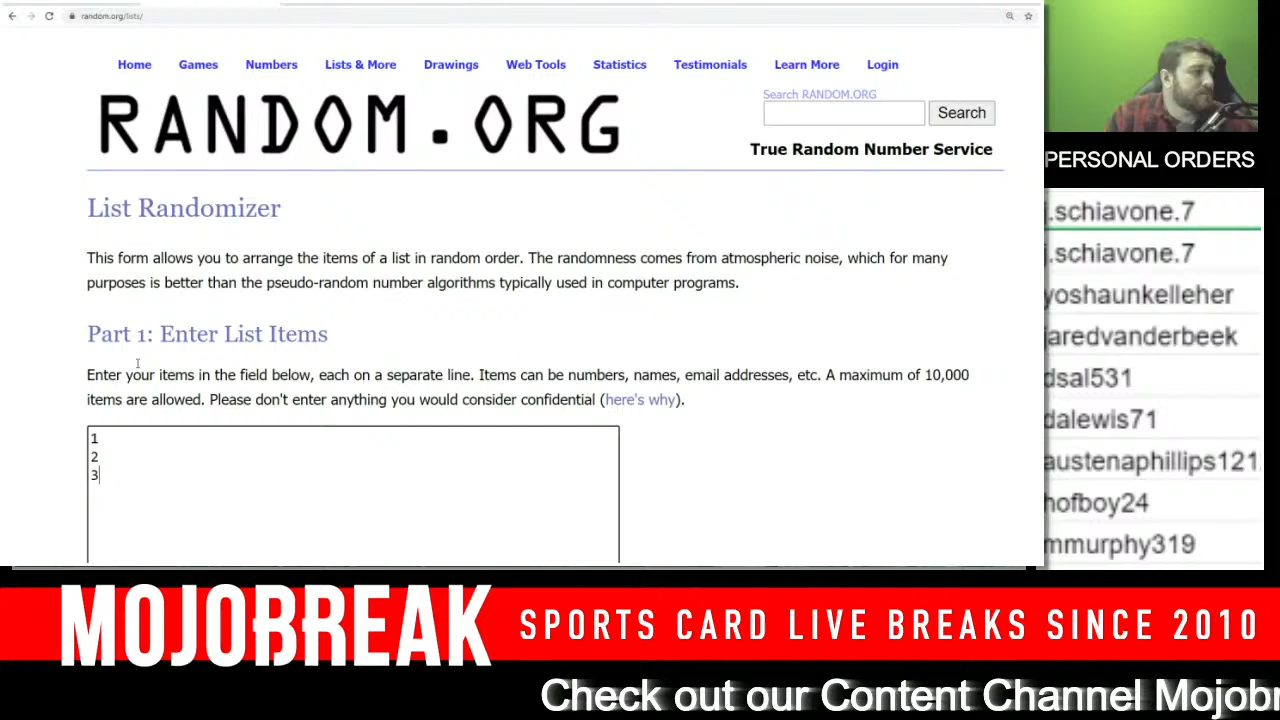 random.org/lists/
Home Games Numbers Lists & More Drawings Web Tools Statistics Testimonials Learn More Login
RANDOM.ORG
Search RANDOM.ORG
Search
True Random Number Service
List Randomizer
This form allows you to arrange the items of a list in random order. The randomness comes from atmospheric noise, which for many
purposes is better than the pseudo-random number algorithms typically used in computer programs.
Part 1: Enter List Items
Enter your items in the field below, each on a separate line. Items can be numbers, names, email addresses, etc. A maximum of 10,000
items are allowed. Please don't enter anything you would consider confidential (here's why).
1
2
3
PERSONAL ORDERS
j.schiavone.7
j.schiavone.7
yoshaunkelleher
jaredvanderbeek
dsal531
dalewis71
austenaphillips121
hofboy24
mmurphy319
MOJOBREAK
SPORTS CARD LIVE BREAKS SINCE 2010
Check out our Content Channel Mojobr